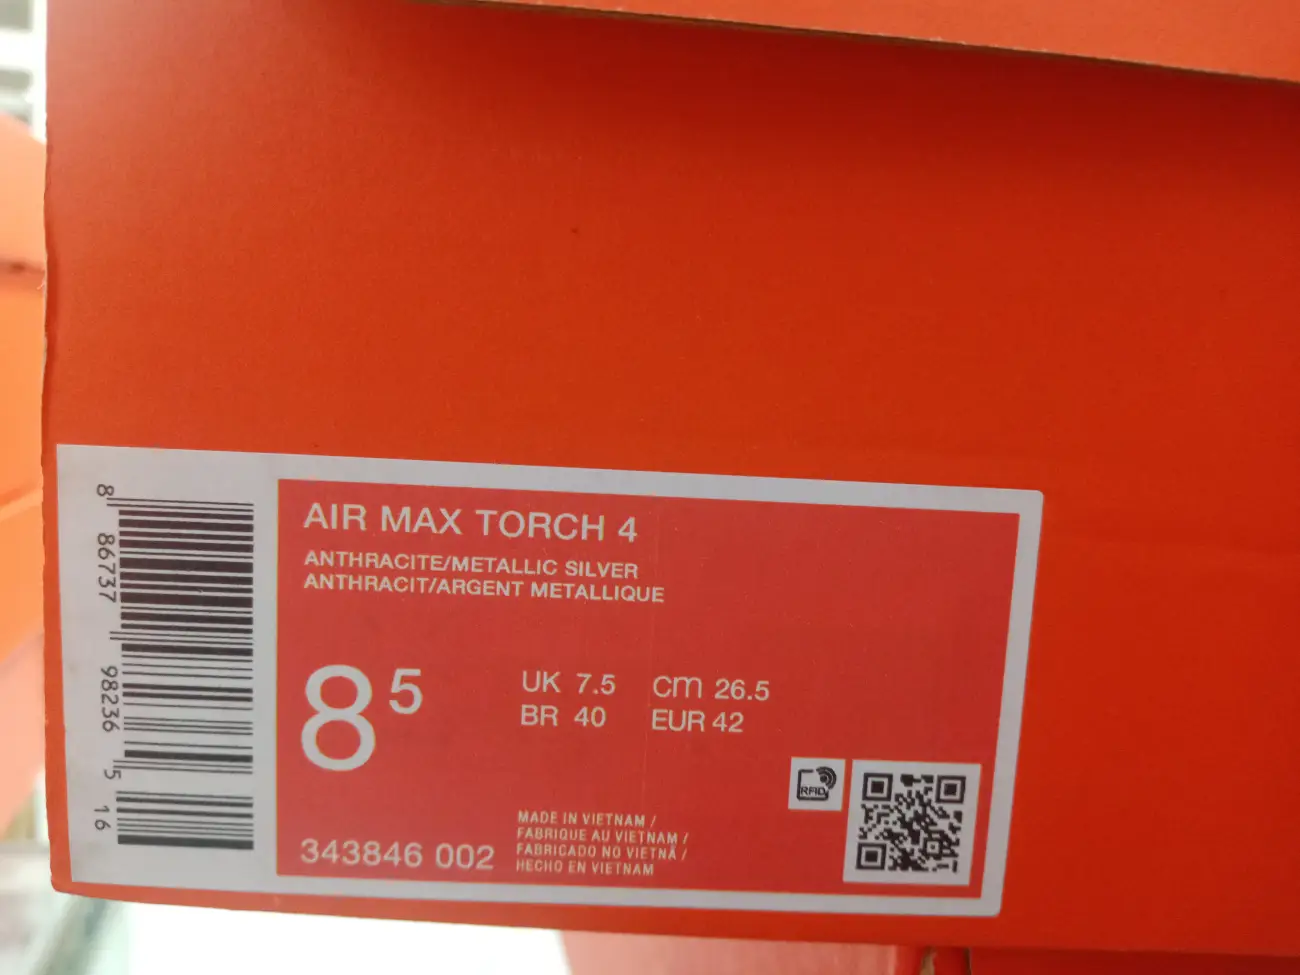 AIR MAX TORCH 4
ANTHRACITE/METALLIC SILVER
ANTHRACIT/ARGENT METALLIQUE
8 5
UK 7.5
cm 26.5
BR 40
EUR 42
343846 002
MADE IN VIETNAM /
FABRIQUE AU VIETNAM /
FABRICADO NO VIETNÃ /
HECHO EN VIETNAM
RFID
8 86737 98236 5 16